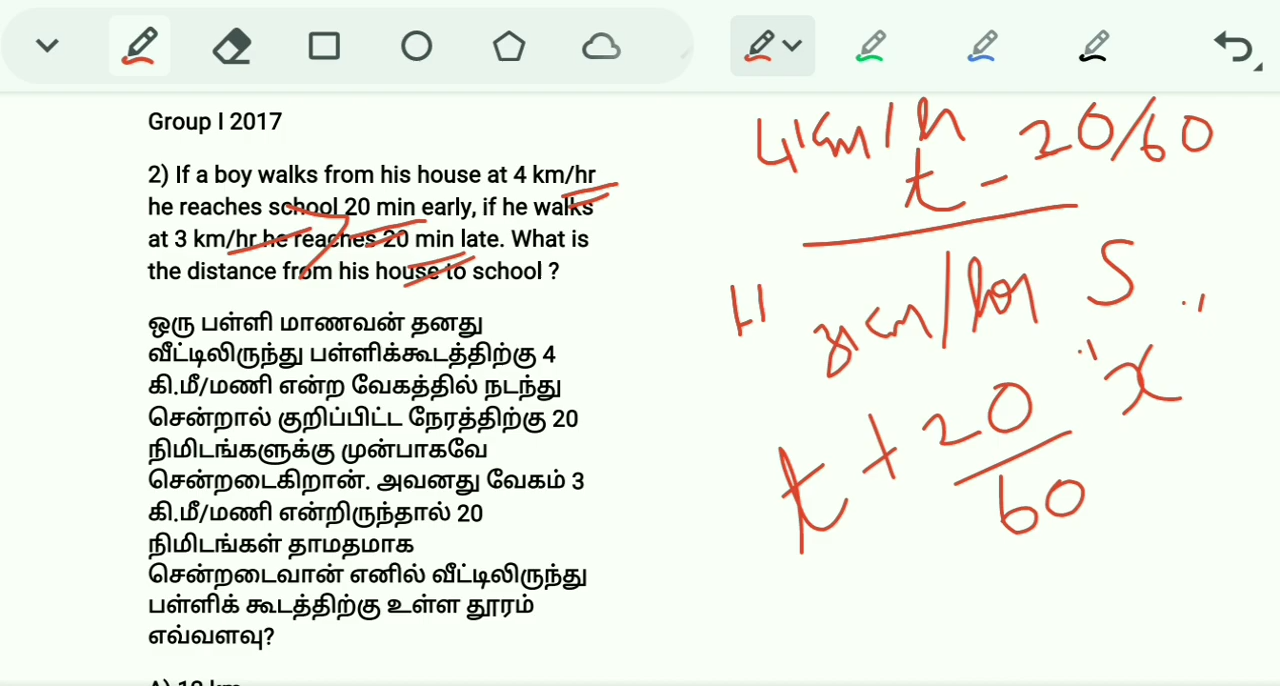 Group I 2017
2) If a boy walks from his house at 4 km/hr
he reaches school 20 min early, if he walks
at 3 km/hr he reaches 20 min late. What is
the distance from his house to school ?
ஒரு பள்ளி மாணவன் தனது
வீட்டிலிருந்து பள்ளிக்கூடத்திற்கு 4
கி.மீ/மணி என்ற வேகத்தில் நடந்து
சென்றால் குறிப்பிட்ட நேரத்திற்கு 20
நிமிடங்களுக்கு முன்பாகவே
சென்றடைகிறான். அவனது வேகம் 3
கி.மீ/மணி என்றிருந்தால் 20
நிமிடங்கள் தாமதமாக
சென்றடைவான் எனில் வீட்டிலிருந்து
பள்ளிக் கூடத்திற்கு உள்ள தூரம்
எவ்வளவு?
4 km/h
t - 20/60
S
x
t + 20/60